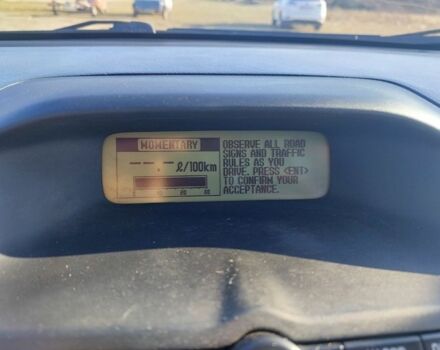 MOMENTARY
--.- ℓ/100km
OBSERVE ALL ROAD
SIGNS AND TRAFFIC
RULES AS YOU
DRIVE. PRESS <ENT>
TO CONFIRM YOUR
ACCEPTANCE.